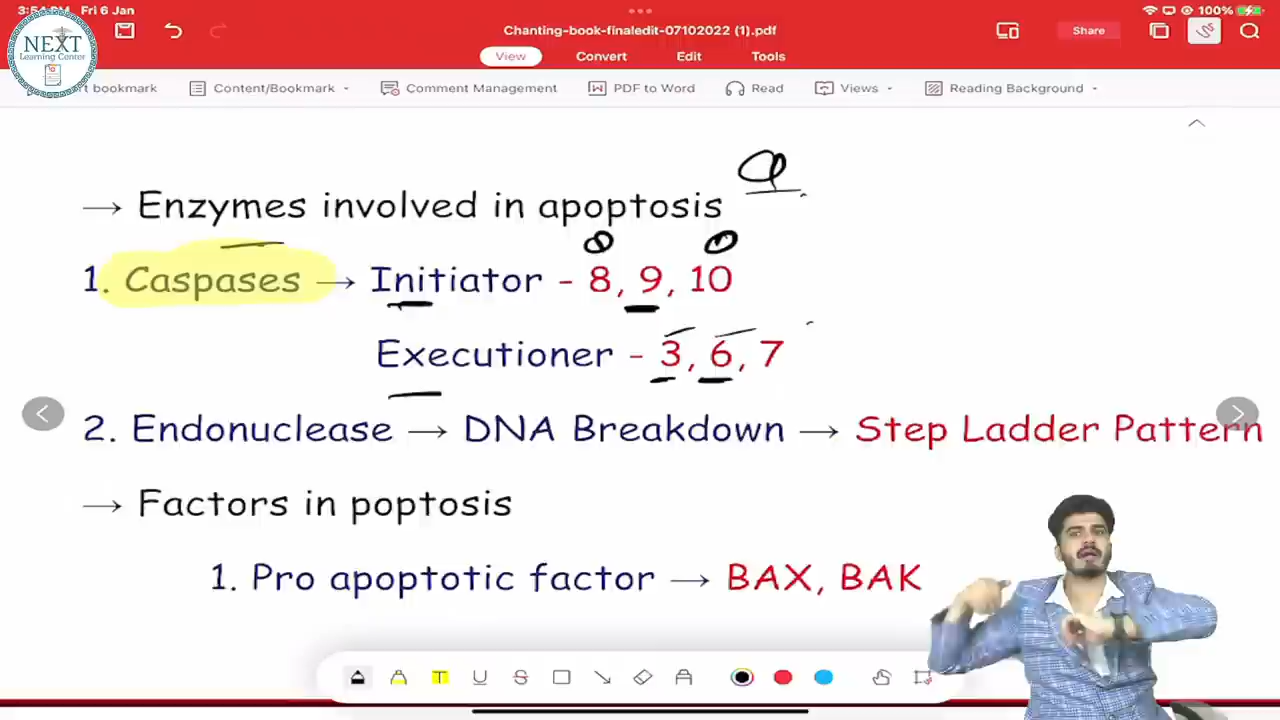 3:54 PM Fri 6 Jan
100%
NEXT
Learning Center
Chanting-book-finaledit-07102022 (1).pdf
Share
View Convert Edit Tools
bookmark Content/Bookmark Comment Management PDF to Word Read Views Reading Background
→ Enzymes involved in apoptosis
8 10
1. Caspases → Initiator - 8, 9, 10
Executioner - 3, 6, 7
2. Endonuclease → DNA Breakdown → Step Ladder Pattern
→ Factors in poptosis
1. Pro apoptotic factor → BAX, BAK